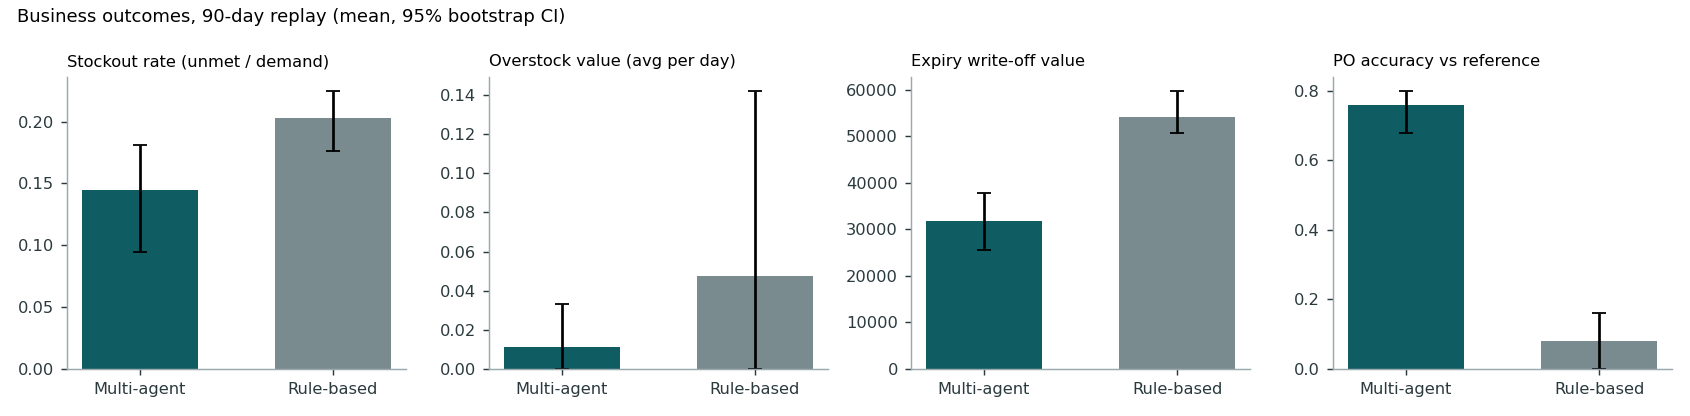 Business outcomes, 90-day replay (mean, 95% bootstrap CI)
Stockout rate (unmet / demand)
0.20
0.15
0.10
0.05
0.00
Multi-agent Rule-based
Overstock value (avg per day)
0.14
0.12
0.10
0.08
0.06
0.04
0.02
0.00
Multi-agent Rule-based
Expiry write-off value
60000
50000
40000
30000
20000
10000
0
Multi-agent Rule-based
PO accuracy vs reference
0.8
0.6
0.4
0.2
0.0
Multi-agent Rule-based